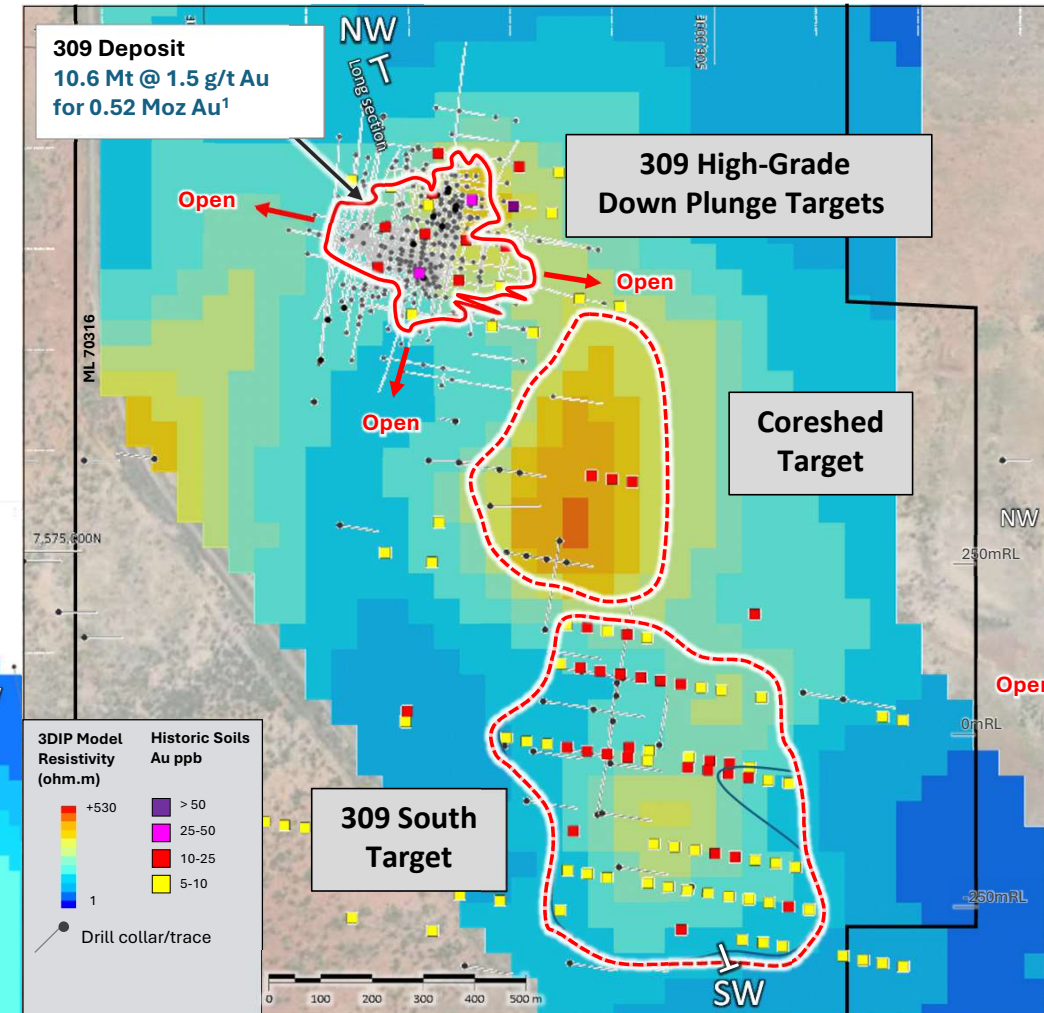 309 Deposit
10.6 Mt @ 1.5 g/t Au
for 0.52 Moz Au¹
NW
Long section
309 High-Grade
Down Plunge Targets
Open
Open
Open
ML 70316
Coreshed
Target
NW
7,575,000N
250mRL
Open
0mRL
3DIP Model
Resistivity
(ohm.m)
+530
1
Historic Soils
Au ppb
> 50
25-50
10-25
5-10
Drill collar/trace
309 South
Target
-250mRL
SW
0 100 200 300 400 500 m